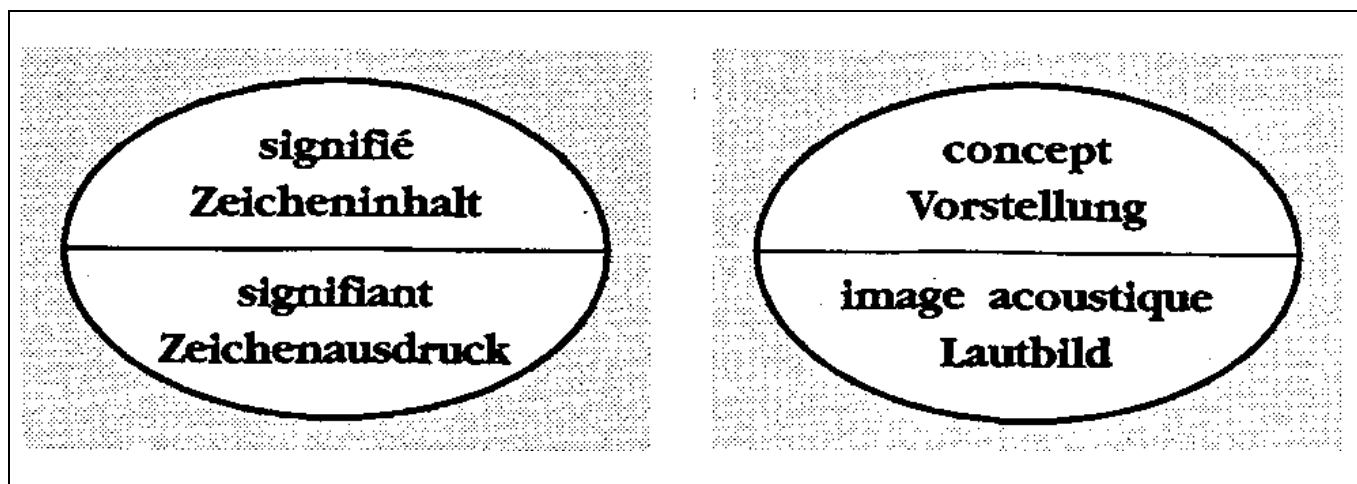 signifié
Zeicheninhalt
signifiant
Zeichenausdruck
concept
Vorstellung
image acoustique
Lautbild